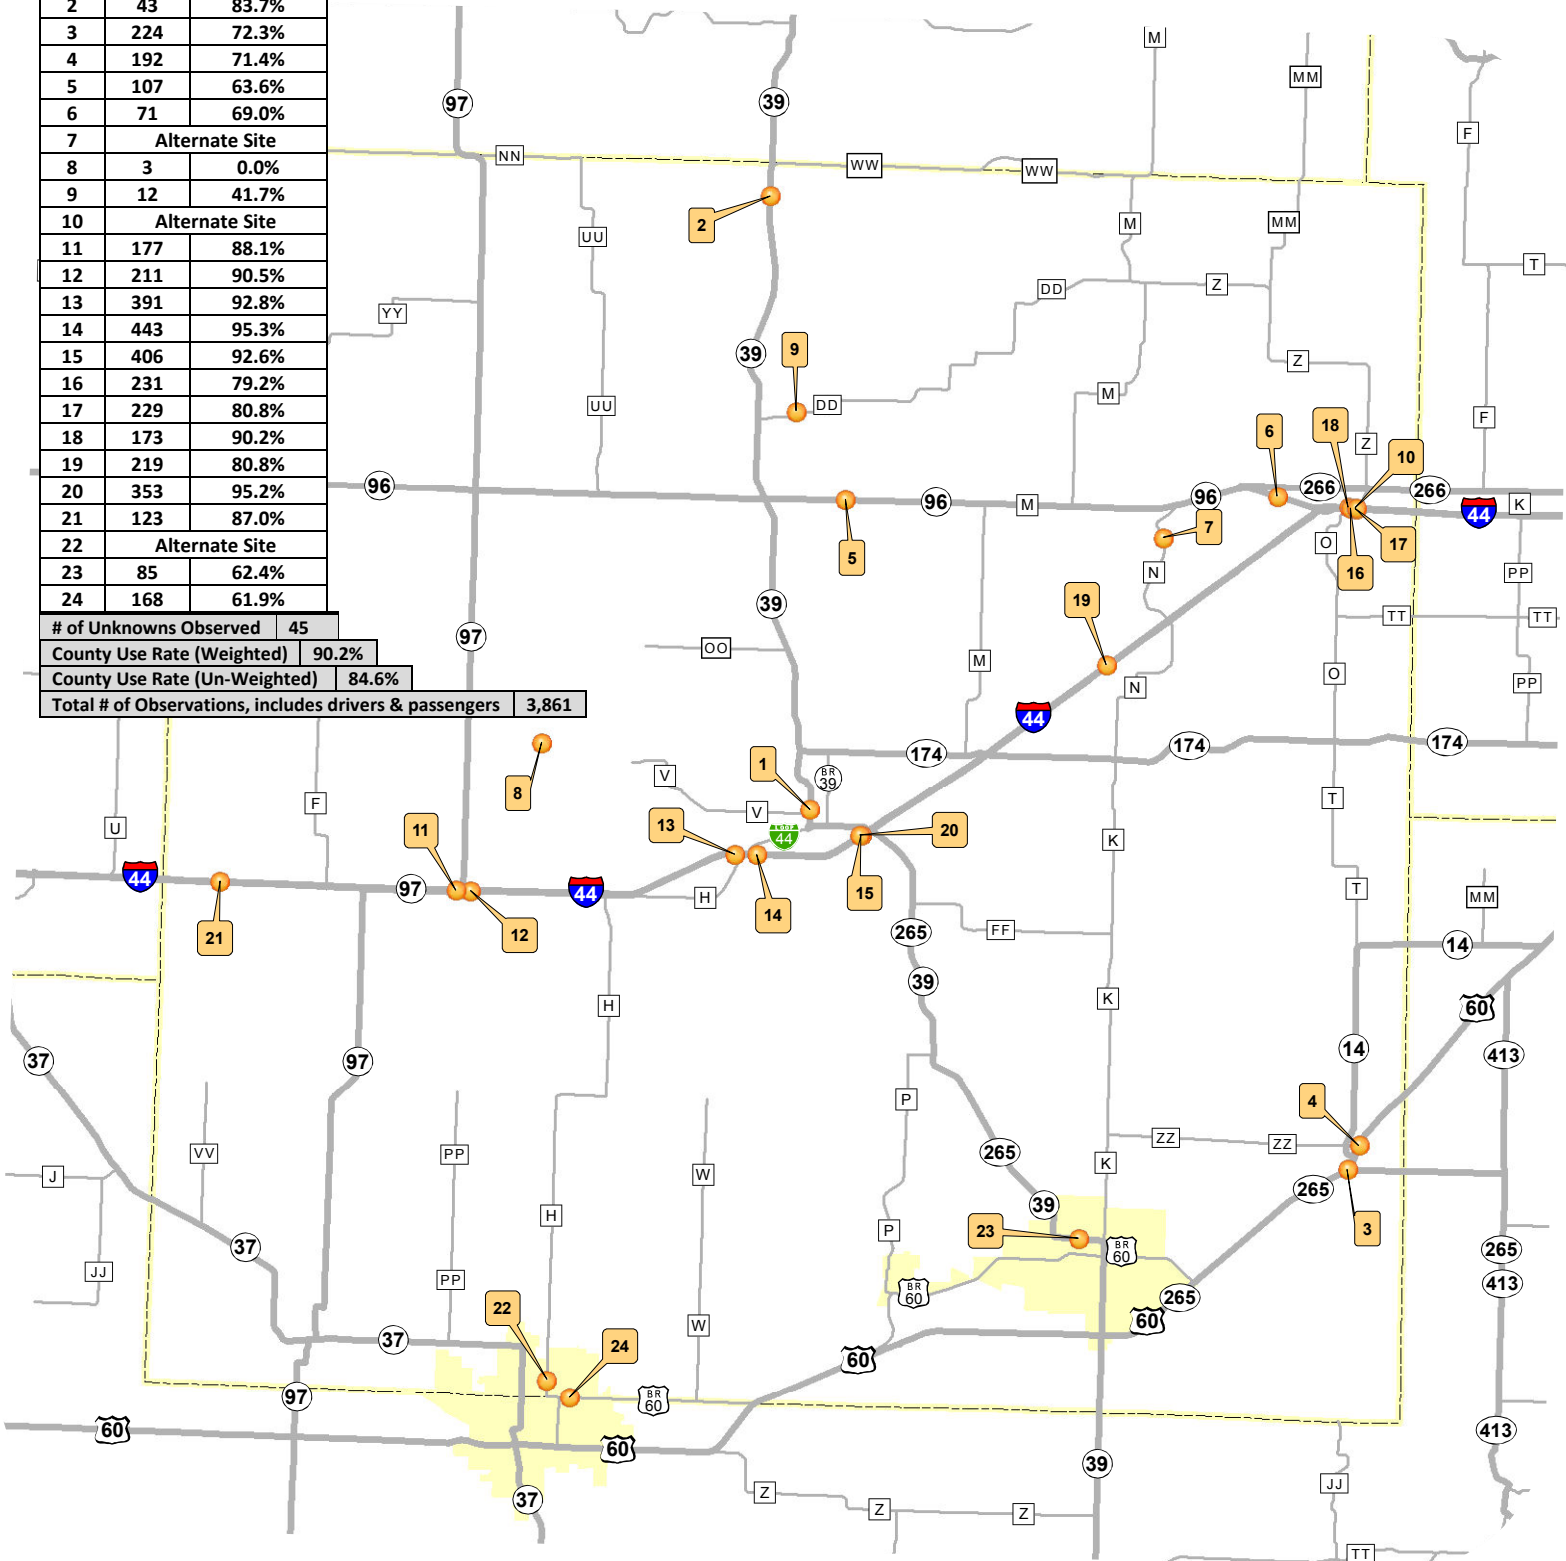 2 43 83.7%
3 224 72.3%
4 192 71.4%
5 107 63.6%
6 71 69.0%
7 Alternate Site
8 3 0.0%
9 12 41.7%
10 Alternate Site
11 177 88.1%
12 211 90.5%
13 391 92.8%
14 443 95.3%
15 406 92.6%
16 231 79.2%
17 229 80.8%
18 173 90.2%
19 219 80.8%
20 353 95.2%
21 123 87.0%
22 Alternate Site
23 85 62.4%
24 168 61.9%
# of Unknowns Observed 45
County Use Rate (Weighted) 90.2%
County Use Rate (Un-Weighted) 84.6%
Total # of Observations, includes drivers & passengers 3,861
M
MM
97
39
F
NN
WW
WW
2
UU
M
MM
T
DD
Z
YY
39
9
Z
M
DD
UU
F
6
18
Z
10
96
96
M
96
266
266
44
K
7
5
O
17
16
N
PP
19
39
TT
TT
97
OO
M
O
N
PP
44
174
174
174
1
V
BR
39
8
F
T
V
13
LOOP
44
20
U
11
K
44
97
44
H
15
T
MM
14
21
12
265
FF
14
39
H
K
60
37
97
14
413
P
4
ZZ
ZZ
VV
PP
265
K
J
W
265
39
H
P
23
3
37
BR
60
265
JJ
PP
413
BR
60
265
22
W
60
37
24
60
97
BR
60
60
60
413
39
JJ
37
Z
Z
Z
TT